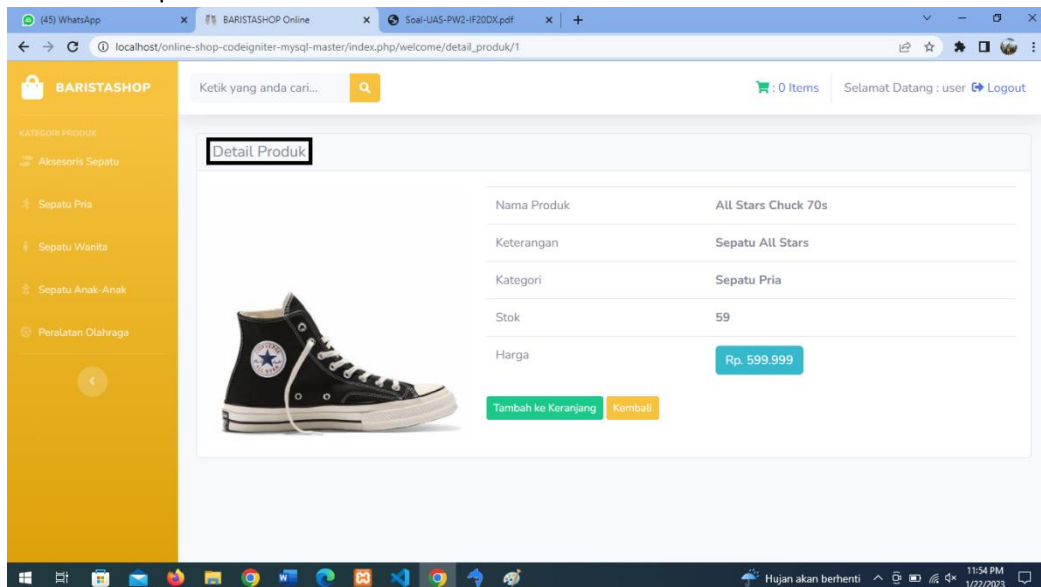 (45) WhatsApp
BARISTASHOP Online
Soal-UAS-PW2-IF20DX.pdf
localhost/online-shop-codeigniter-mysql-master/index.php/welcome/detail_produk/1
BARISTASHOP
Ketik yang anda cari...
: 0 Items
Selamat Datang : user
Logout
KATEGORI PRODUK
Aksesoris Sepatu
Sepatu Pria
Sepatu Wanita
Sepatu Anak-Anak
Peralatan Olahraga
Detail Produk
Nama Produk All Stars Chuck 70s
Keterangan Sepatu All Stars
Kategori Sepatu Pria
Stok 59
Harga Rp. 599.999
Tambah ke Keranjang Kembali
Hujan akan berhenti
11:54 PM
1/22/2023